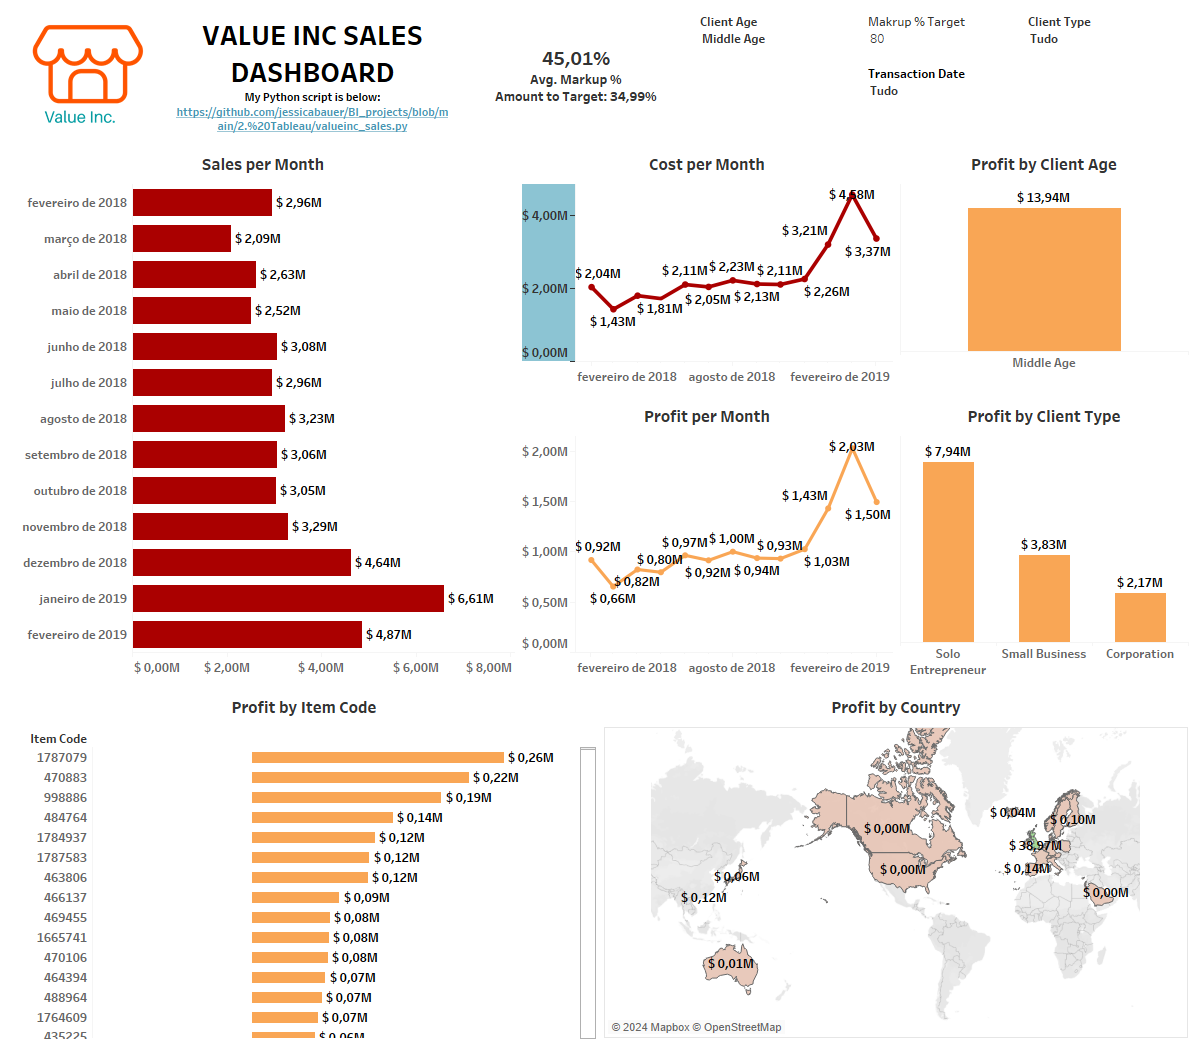 Value Inc.
VALUE INC SALES
DASHBOARD
My Python script is below:
https://github.com/jessicabauer/BI_projects/blob/m
ain/2.%20Tableau/valueinc_sales.py
45,01%
Avg. Markup %
Amount to Target: 34,99%
Client Age
Middle Age
Makrup % Target
80
Client Type
Tudo
Transaction Date
Tudo
Sales per Month
fevereiro de 2018 $ 2,96M
março de 2018 $ 2,09M
abril de 2018 $ 2,63M
maio de 2018 $ 2,52M
junho de 2018 $ 3,08M
julho de 2018 $ 2,96M
agosto de 2018 $ 3,23M
setembro de 2018 $ 3,06M
outubro de 2018 $ 3,05M
novembro de 2018 $ 3,29M
dezembro de 2018 $ 4,64M
janeiro de 2019 $ 6,61M
fevereiro de 2019 $ 4,87M
$ 0,00M $ 2,00M $ 4,00M $ 6,00M $ 8,00M
Cost per Month
$ 4,00M
$ 2,00M
$ 0,00M
$ 2,04M
$ 1,43M
$ 1,81M
$ 2,11M
$ 2,05M
$ 2,23M
$ 2,13M
$ 2,11M
$ 2,26M
$ 3,21M
$ 4,58M
$ 3,37M
fevereiro de 2018 agosto de 2018 fevereiro de 2019
Profit by Client Age
$ 13,94M
Middle Age
Profit per Month
$ 2,00M
$ 1,50M
$ 1,00M
$ 0,50M
$ 0,00M
$ 0,92M
$ 0,66M
$ 0,82M
$ 0,80M
$ 0,97M
$ 0,92M
$ 1,00M
$ 0,94M
$ 0,93M
$ 1,03M
$ 1,43M
$ 2,03M
$ 1,50M
fevereiro de 2018 agosto de 2018 fevereiro de 2019
Profit by Client Type
$ 7,94M
$ 3,83M
$ 2,17M
Solo
Entrepreneur
Small Business
Corporation
Profit by Item Code
Item Code
1787079 $ 0,26M
470883 $ 0,22M
998886 $ 0,19M
484764 $ 0,14M
1784937 $ 0,12M
1787583 $ 0,12M
463806 $ 0,12M
466137 $ 0,09M
469455 $ 0,08M
1665741 $ 0,08M
470106 $ 0,08M
464394 $ 0,07M
488964 $ 0,07M
1764609 $ 0,07M
435225 $ 0,06M
Profit by Country
$ 0,04M
$ 0,10M
$ 0,00M
$ 38,97M
$ 0,00M
$ 0,14M
$ 0,06M
$ 0,00M
$ 0,12M
$ 0,01M
© 2024 Mapbox © OpenStreetMap